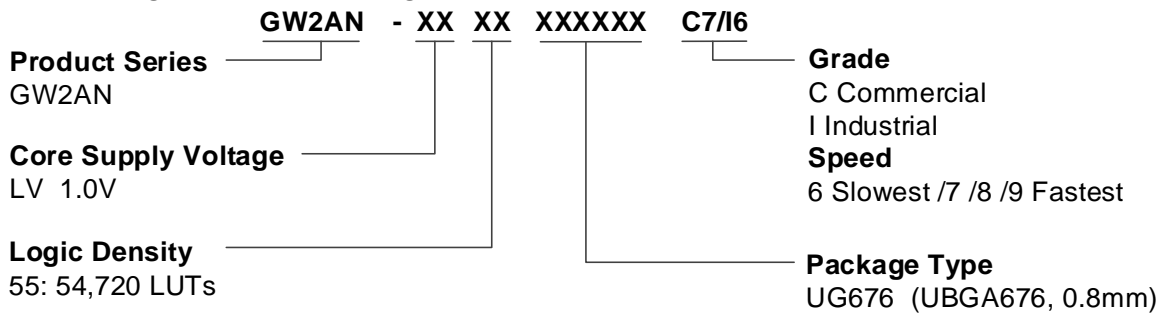 GW2AN - XX XX XXXXXX C7/I6
Product Series
GW2AN
Core Supply Voltage
LV 1.0V
Logic Density
55: 54,720 LUTs
Grade
C Commercial
I Industrial
Speed
6 Slowest /7 /8 /9 Fastest
Package Type
UG676 (UBGA676, 0.8mm)